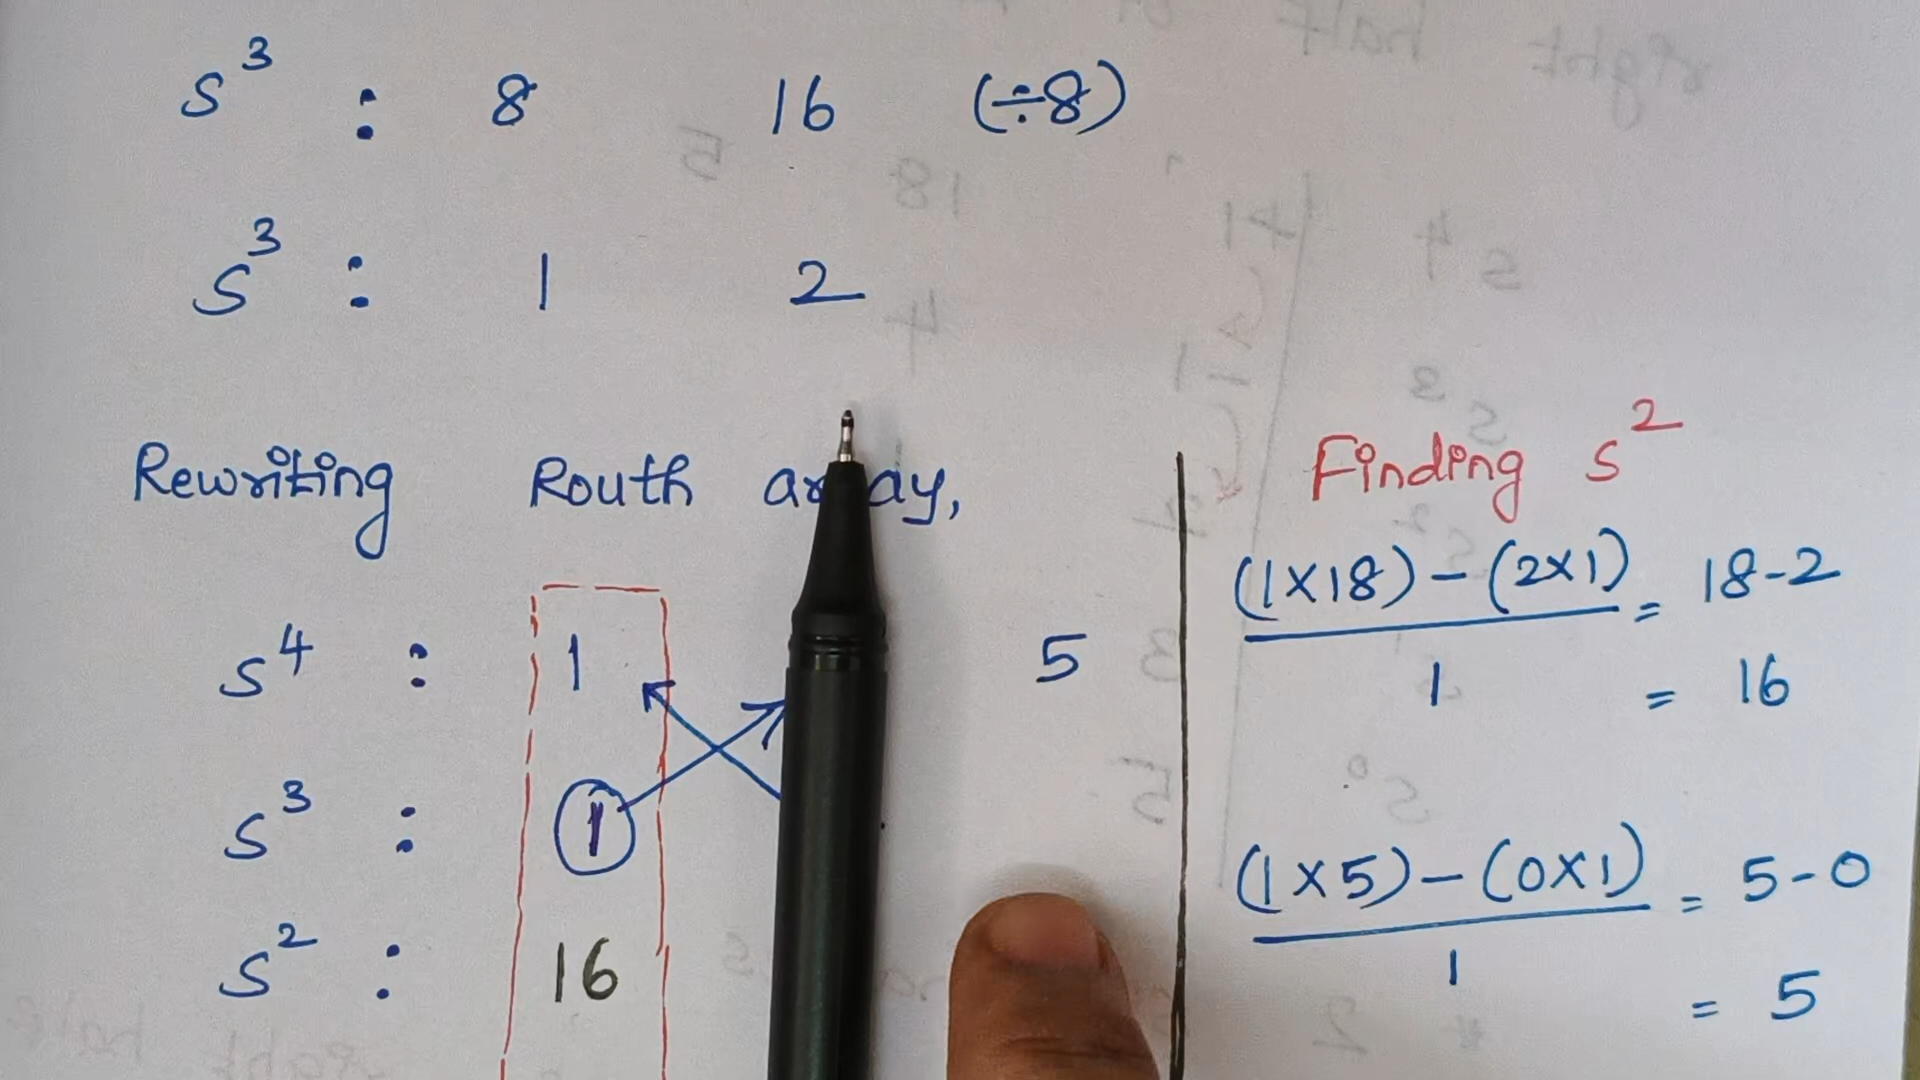 s³ : 8 16 (÷8)
s³ : 1 2
Rewriting Routh array,
s⁴ : 1 5
s³ : 1
s² : 16
Finding s²
(1×18)-(2×1)
1
= 18-2
= 16
(1×5)-(0×1)
1
= 5-0
= 5